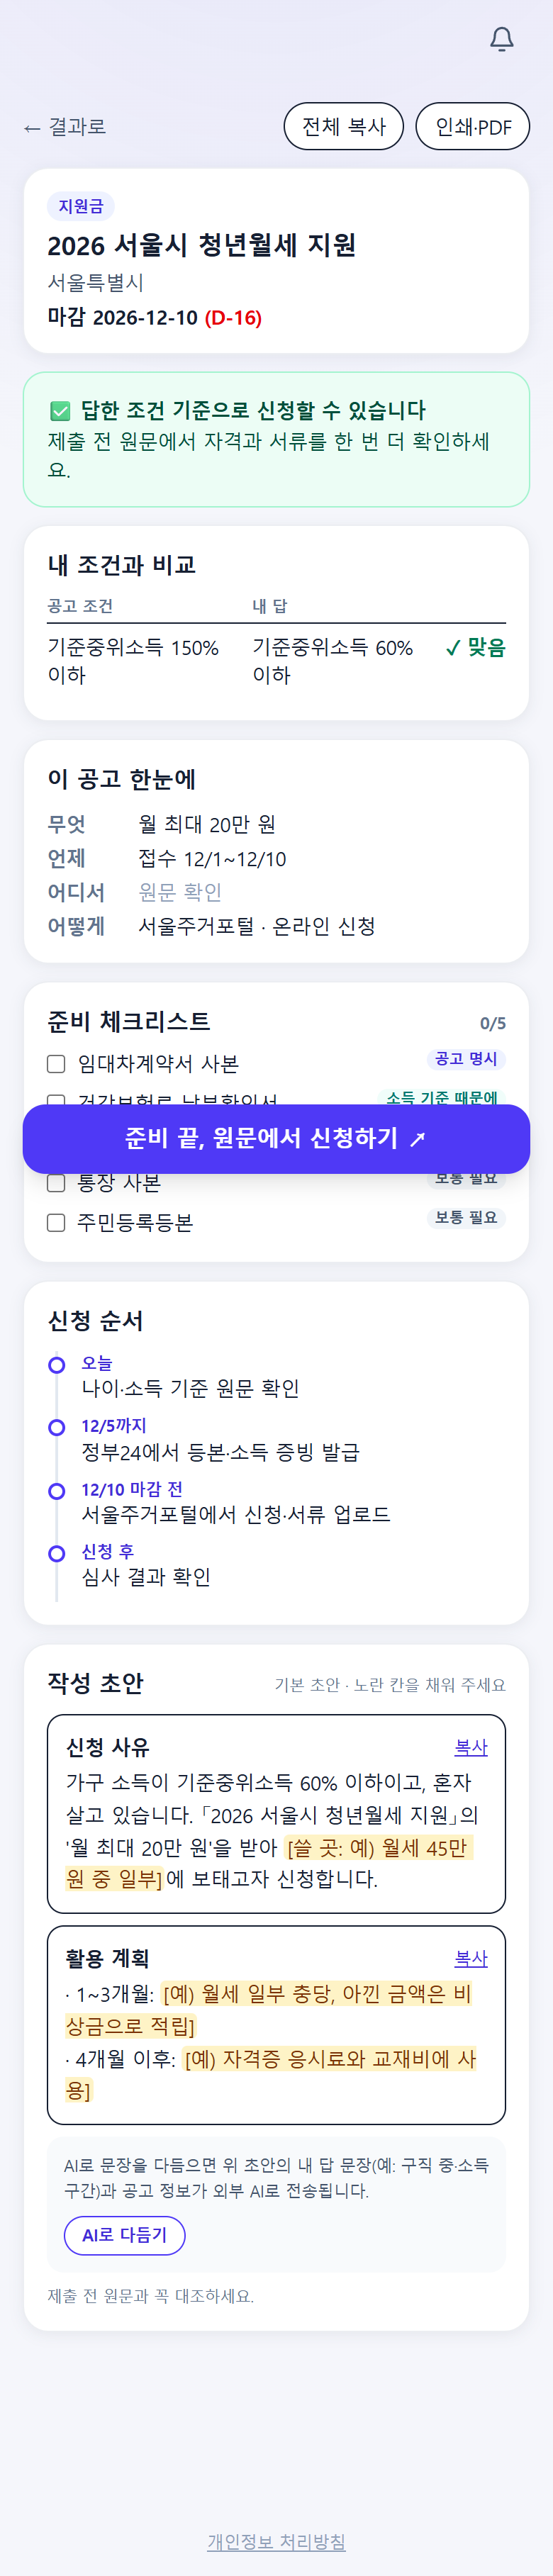 ← 결과로
전체 복사
인쇄·PDF
지원금
2026 서울시 청년월세 지원
서울특별시
마감 2026-12-10 (D-16)
✅ 답한 조건 기준으로 신청할 수 있습니다
제출 전 원문에서 자격과 서류를 한 번 더 확인하세
요.
내 조건과 비교
공고 조건 내 답
기준중위소득 150% 기준중위소득 60% ✓ 맞음
이하 이하
이 공고 한눈에
무엇 월 최대 20만 원
언제 접수 12/1~12/10
어디서 원문 확인
어떻게 서울주거포털 · 온라인 신청
준비 체크리스트 0/5
임대차계약서 사본 공고 명시
건강보험료 납부확인서 소득 기준 때문에
준비 끝, 원문에서 신청하기 ↗
통장 사본 보통 필요
주민등록등본 보통 필요
신청 순서
오늘
나이·소득 기준 원문 확인
12/5까지
정부24에서 등본·소득 증빙 발급
12/10 마감 전
서울주거포털에서 신청·서류 업로드
신청 후
심사 결과 확인
작성 초안 기본 초안 · 노란 칸을 채워 주세요
신청 사유 복사
가구 소득이 기준중위소득 60% 이하이고, 혼자
살고 있습니다. 「2026 서울시 청년월세 지원」의
'월 최대 20만 원'을 받아 [쓸 곳: 예) 월세 45만
원 중 일부]에 보태고자 신청합니다.
활용 계획 복사
· 1~3개월: [예) 월세 일부 충당, 아낀 금액은 비
상금으로 적립]
· 4개월 이후: [예) 자격증 응시료와 교재비에 사
용]
AI로 문장을 다듬으면 위 초안의 내 답 문장(예: 구직 중·소득
구간)과 공고 정보가 외부 AI로 전송됩니다.
AI로 다듬기
제출 전 원문과 꼭 대조하세요.
개인정보 처리방침